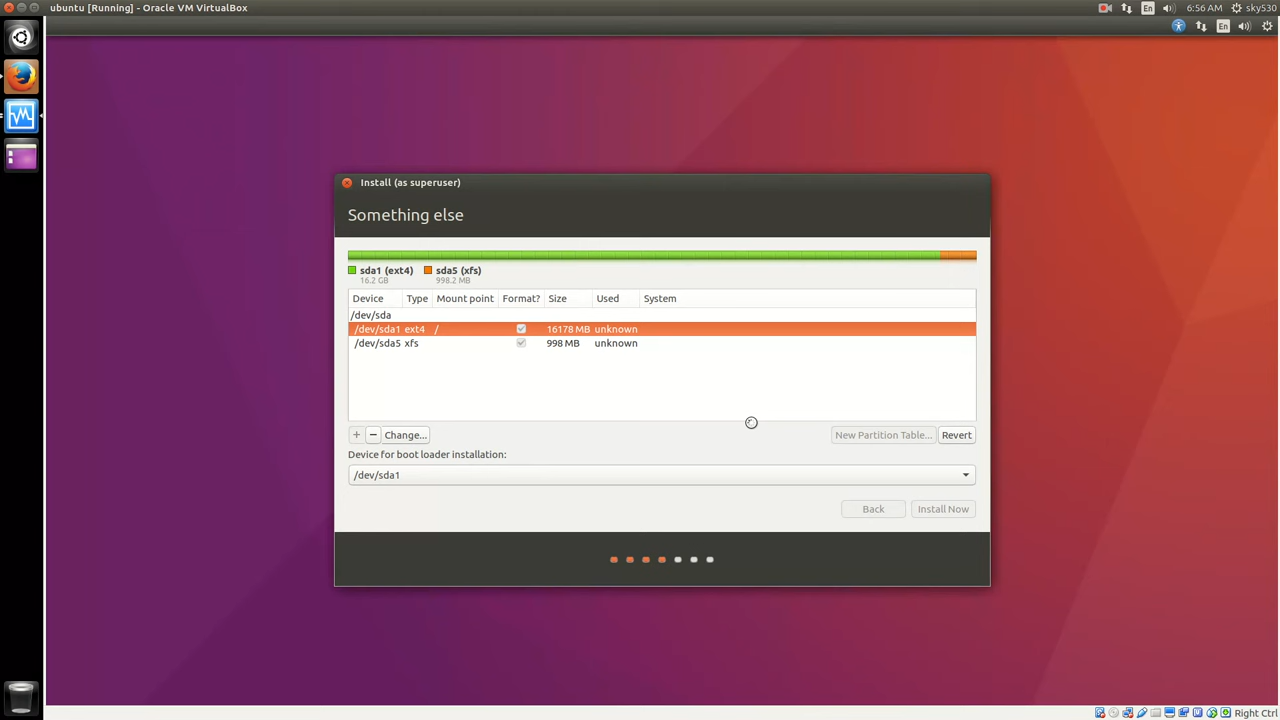 ubuntu [Running] - Oracle VM VirtualBox
En
6:56 AM
sky530
En
Install (as superuser)
Something else
sda1 (ext4)
16.2 GB
sda5 (xfs)
998.2 MB
Device Type Mount point Format? Size Used System
/dev/sda
/dev/sda1 ext4 / 16178 MB unknown
/dev/sda5 xfs 998 MB unknown
+ − Change... New Partition Table... Revert
Device for boot loader installation:
/dev/sda1
Back Install Now
Right Ctrl